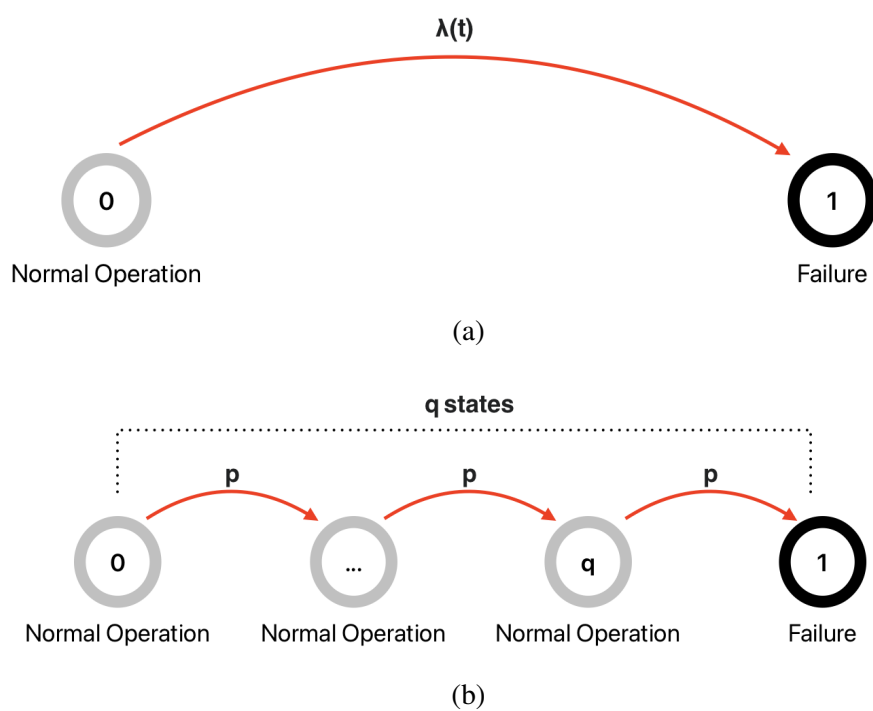 λ(t)
0 1
Normal Operation Failure
(a)
q states
p p p
0 ... q 1
Normal Operation Normal Operation Normal Operation Failure
(b)